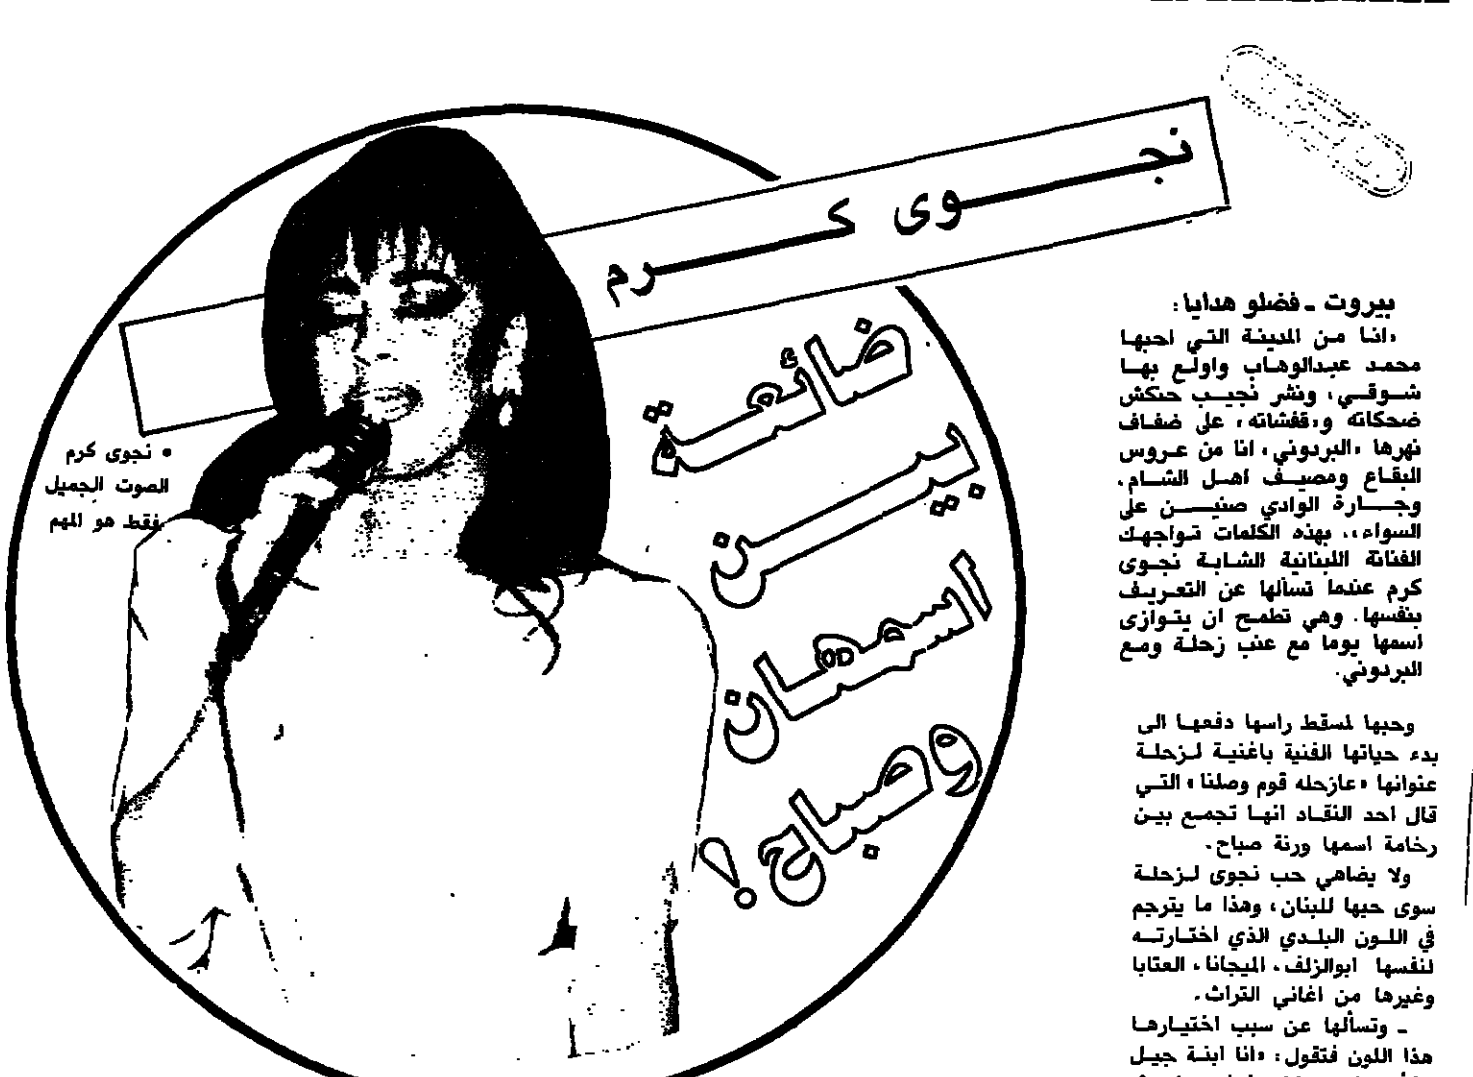 نجوى كرم
ضائعة
بين
اسمهان
وصباح !
• نجوى كرم
الصوت الجميل
فقط هو المهم
بيروت - فضلو هدايا :
«انا من المدينة التي احبها
محمد عبدالوهاب واولع بها
شوقي، ونشر نجيب حنكش
ضحكاته و«قفشاته» على ضفاف
نهرها «البردوني» انا من عروس
البقاع ومصيف اهل الشام،
وجارة الوادي صنين على
السواء». بهذه الكلمات تواجهك
الفنانة اللبنانية الشابة نجوى
كرم عندما تسألها عن التعريف
بنفسها. وهي تطمح ان يتوازى
اسمها يوما مع عنب زحلة ومع
البردوني.
وحبها لمسقط راسها دفعها الى
بدء حياتها الفنية باغنية لزحلة
عنوانها «عازحله قوم وصلنا» التي
قال احد النقاد انها تجمع بين
رخامة اسمها ورنة صباح.
ولا يضاهي حب نجوى لزحلة
سوى حبها للبنان، وهذا ما يترجم
في اللون البلدي الذي اختارته
لنفسها ابوالزلف، الميجانا، العتابا
وغيرها من اغاني التراث.
- وتسألها عن سبب اختيارها
هذا اللون فتقول : «انا ابنة جبل